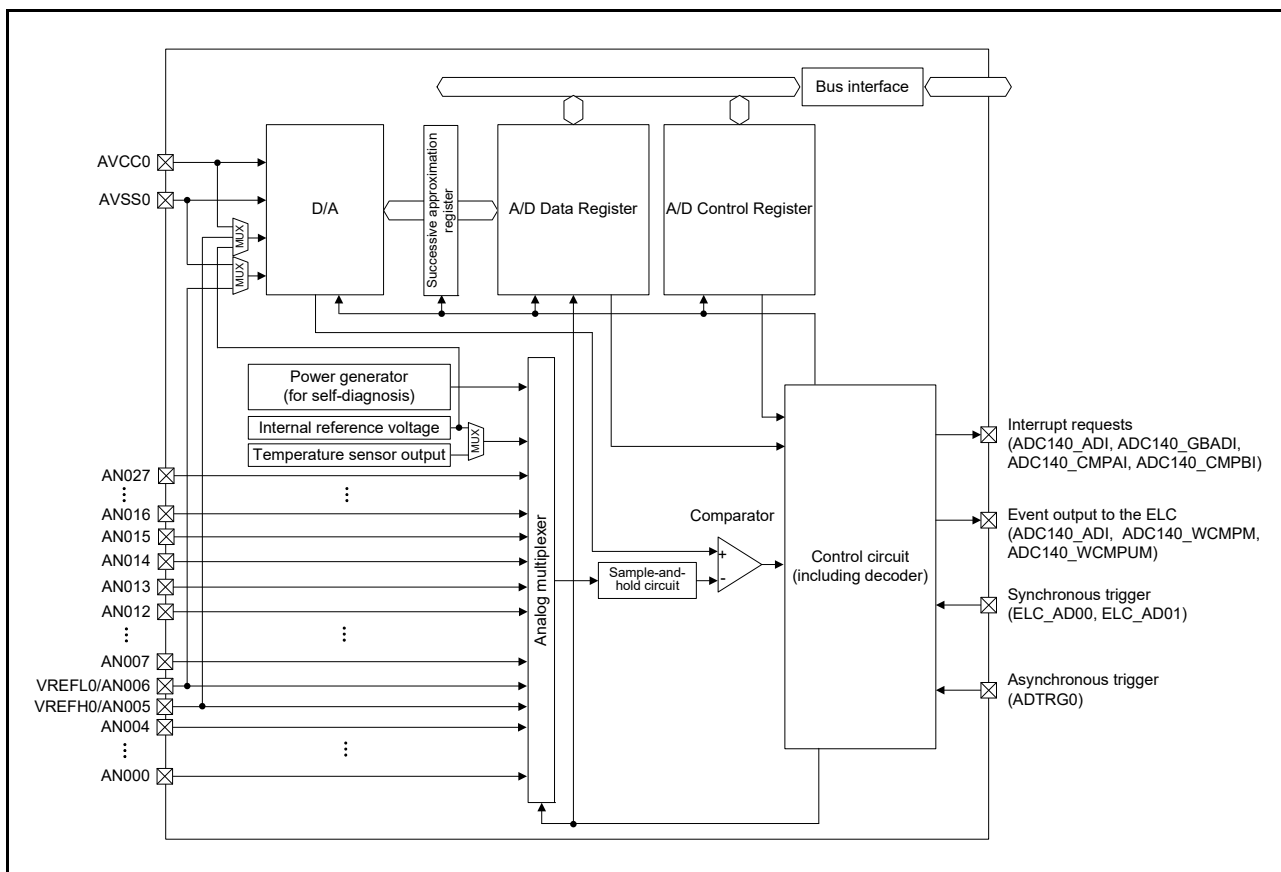 Bus interface
AVCC0
AVSS0
MUX
MUX
D/A
Successive approximation
register
A/D Data Register
A/D Control Register
Power generator
(for self-diagnosis)
Internal reference voltage
Temperature sensor output
MUX
AN027
AN016
AN015
AN014
AN013
AN012
AN007
VREFL0/AN006
VREFH0/AN005
AN004
AN000
Analog multiplexer
Sample-and-
hold circuit
Comparator
+
-
Control circuit
(including decoder)
Interrupt requests
(ADC140_ADI, ADC140_GBADI,
ADC140_CMPAI, ADC140_CMPBI)
Event output to the ELC
(ADC140_ADI, ADC140_WCMPM,
ADC140_WCMPUM)
Synchronous trigger
(ELC_AD00, ELC_AD01)
Asynchronous trigger
(ADTRG0)